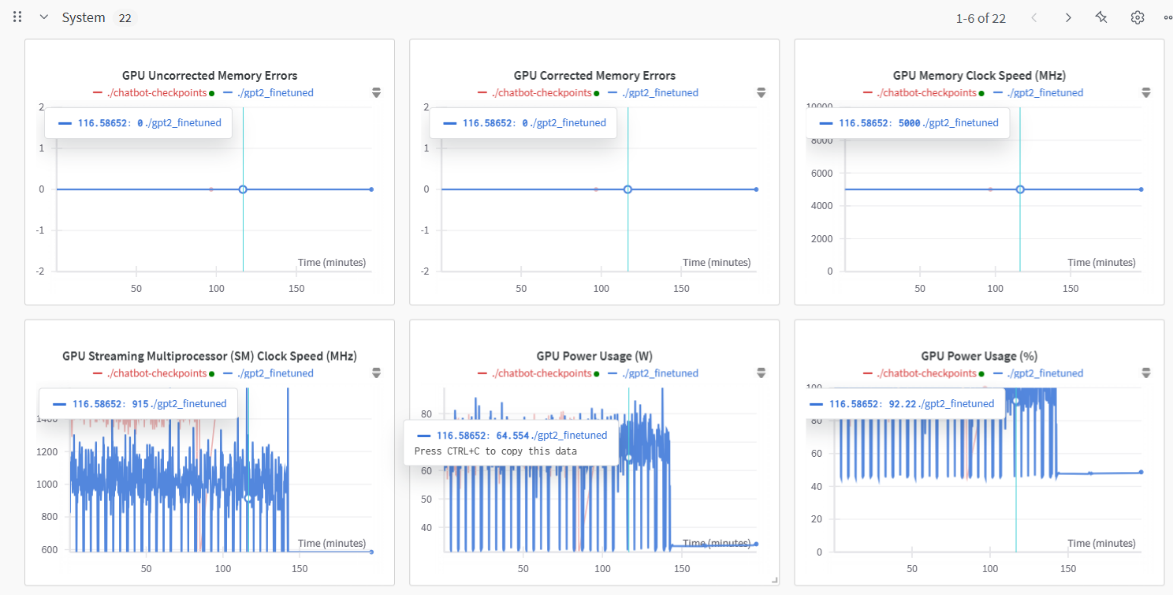 System 22
1-6 of 22
GPU Uncorrected Memory Errors
./chatbot-checkpoints ./gpt2_finetuned
2
116.58652: 0 ./gpt2_finetuned
1
0
-1
-2
Time (minutes)
50 100 150
GPU Corrected Memory Errors
./chatbot-checkpoints ./gpt2_finetuned
2
116.58652: 0 ./gpt2_finetuned
1
0
-1
-2
Time (minutes)
50 100 150
GPU Memory Clock Speed (MHz)
./chatbot-checkpoints ./gpt2_finetuned
10000
116.58652: 5000 ./gpt2_finetuned
8000
6000
4000
2000
0
Time (minutes)
50 100 150
GPU Streaming Multiprocessor (SM) Clock Speed (MHz)
./chatbot-checkpoints ./gpt2_finetuned
116.58652: 915 ./gpt2_finetuned
1400
1200
1000
800
600
Time (minutes)
50 100 150
GPU Power Usage (W)
./chatbot-checkpoints ./gpt2_finetuned
80
116.58652: 64.554 ./gpt2_finetuned
Press CTRL+C to copy this data
60
50
40
Time (minutes)
50 100 150
GPU Power Usage (%)
./chatbot-checkpoints ./gpt2_finetuned
100
116.58652: 92.22 ./gpt2_finetuned
80
60
40
20
0
Time (minutes)
50 100 150